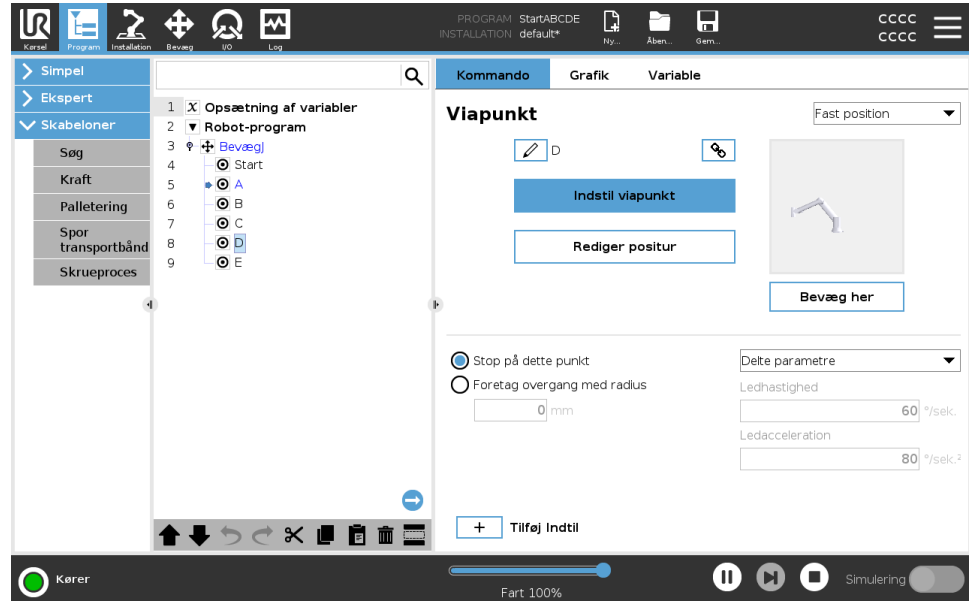 UR
Kørsel
Program
Installation
Bevæg
I/O
Log
PROGRAM StartABCDE
INSTALLATION default*
Ny...
Åben...
Gem...
CCCC
CCCC
Simpel
Ekspert
Skabeloner
Søg
Kraft
Palletering
Spor
transportbånd
Skrueproces
1 X Opsætning af variabler
2 Robot-program
3 BevægJ
4 Start
5 A
6 B
7 C
8 D
9 E
Kommando Grafik Variable
Viapunkt
Fast position
D
Indstil viapunkt
Rediger positur
Bevæg her
Stop på dette punkt
Foretag overgang med radius
0 mm
Delte parametre
Ledhastighed
60 °/sek.
Ledacceleration
80 °/sek.²
+ Tilføj Indtil
Kører
Fart 100%
Simulering